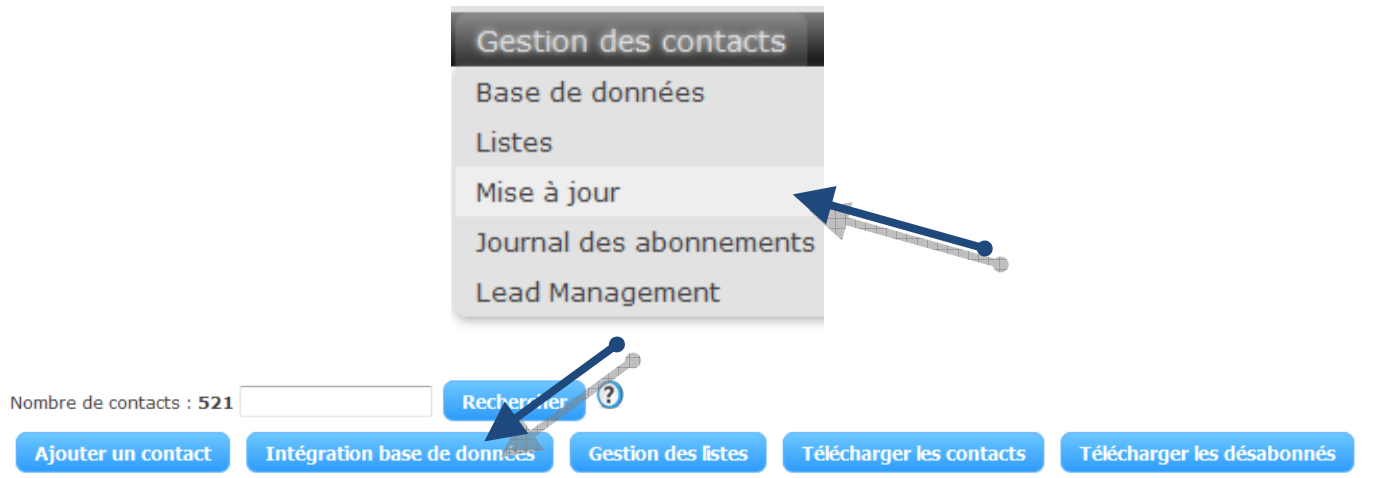 Gestion des contacts
Base de données
Listes
Mise à jour
Journal des abonnements
Lead Management
Nombre de contacts : 521 Rechercher ?
Ajouter un contact Intégration base de données Gestion des listes Télécharger les contacts Télécharger les désabonnés